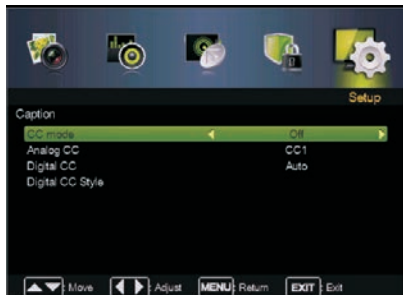 Setup
Caption
CC mode Off
Analog CC CC1
Digital CC Auto
Digital CC Style
: Move : Adjust MENU : Return EXIT : Exit